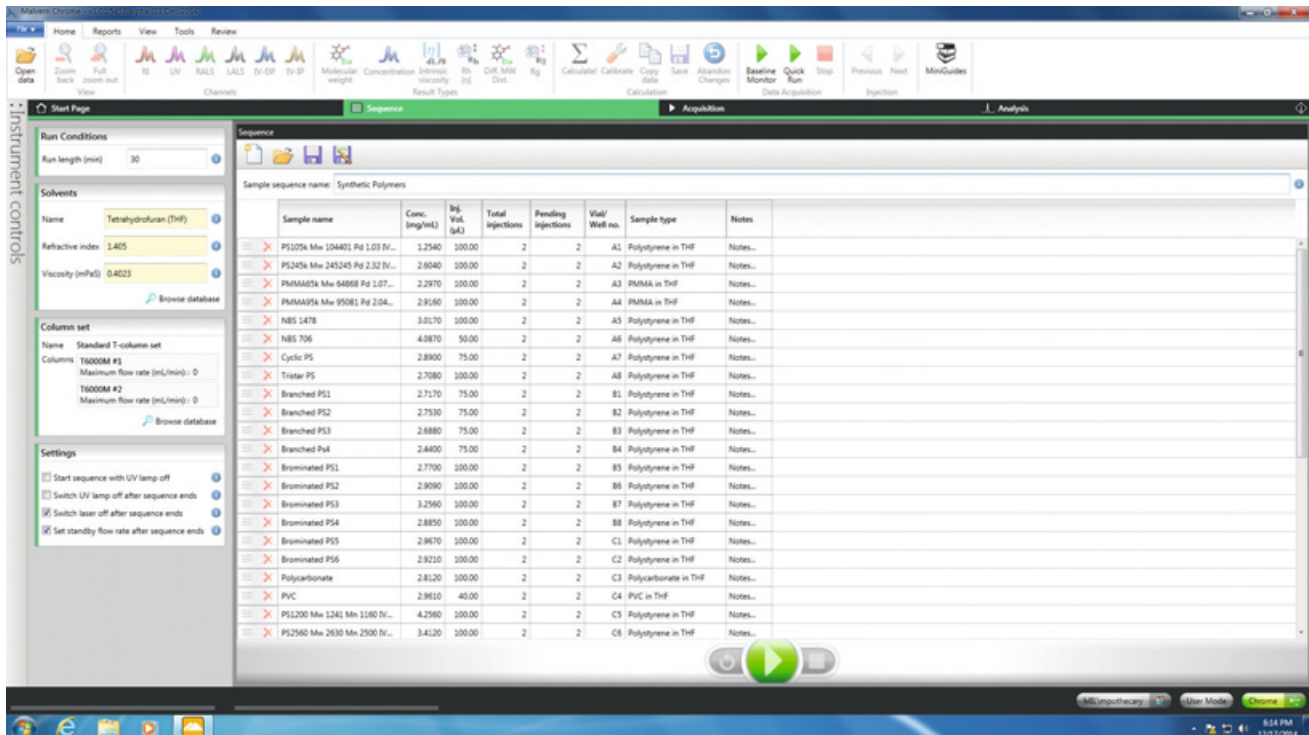 File
Home Reports View Tools Review
Open data
Zoom back
Full zoom out
View
RI UV RALS LALS IV-DP IV-IP
Channels
Molecular weight
Concentration
Intrinsic viscosity
Rh (η)
Diff. MW Dist.
Rg
Result Types
Calculate! Calibrate
Copy data
Save
Abandon Changes
Calculation
Baseline Monitor
Quick Run
Stop
Data Acquisition
Previous Next
Injection
MiniGuides
Start Page
Sequence
Acquisition
Analysis
Instrument controls
Run Conditions
Run length (min) 30
Solvents
Name Tetrahydrofuran (THF)
Refractive index 1.405
Viscosity (mPaS) 0.4023
Browse database
Column set
Name Standard T-column set
Columns T6000M #1
Maximum flow rate (mL/min): : 0
T6000M #2
Maximum flow rate (mL/min): : 0
Browse database
Settings
Start sequence with UV lamp off
Switch UV lamp off after sequence ends
Switch laser off after sequence ends
Set standby flow rate after sequence ends
Sequence
Sample sequence name: Synthetic Polymers
Sample name Conc. (mg/mL) Inj. Vol. (µL) Total injections Pending injections Vial/ Well no. Sample type Notes
PS105k Mw 104401 Pd 1.03 IV... 1.2540 100.00 2 2 A1 Polystyrene in THF Notes...
PS245k Mw 245245 Pd 2.32 IV... 2.6040 100.00 2 2 A2 Polystyrene in THF Notes...
PMMA65k Mw 64868 Pd 1.07... 2.2970 100.00 2 2 A3 PMMA in THF Notes...
PMMA95k Mw 95081 Pd 2.04... 2.9160 100.00 2 2 A4 PMMA in THF Notes...
NBS 1478 3.0170 100.00 2 2 A5 Polystyrene in THF Notes...
NBS 706 4.0870 50.00 2 2 A6 Polystyrene in THF Notes...
Cyclic PS 2.8900 75.00 2 2 A7 Polystyrene in THF Notes...
Tristar PS 2.7080 100.00 2 2 A8 Polystyrene in THF Notes...
Branched PS1 2.7170 75.00 2 2 B1 Polystyrene in THF Notes...
Branched PS2 2.7530 75.00 2 2 B2 Polystyrene in THF Notes...
Branched PS3 2.6880 75.00 2 2 B3 Polystyrene in THF Notes...
Branched Ps4 2.4400 75.00 2 2 B4 Polystyrene in THF Notes...
Brominated PS1 2.7700 100.00 2 2 B5 Polystyrene in THF Notes...
Brominated PS2 2.9090 100.00 2 2 B6 Polystyrene in THF Notes...
Brominated PS3 3.2560 100.00 2 2 B7 Polystyrene in THF Notes...
Brominated PS4 2.8850 100.00 2 2 B8 Polystyrene in THF Notes...
Brominated PS5 2.9670 100.00 2 2 C1 Polystyrene in THF Notes...
Brominated PS6 2.9210 100.00 2 2 C2 Polystyrene in THF Notes...
Polycarbonate 2.8120 100.00 2 2 C3 Polycarbonate in THF Notes...
PVC 2.9610 40.00 2 2 C4 PVC in THF Notes...
PS1200 Mw 1241 Mn 1160 IV... 4.2560 100.00 2 2 C5 Polystyrene in THF Notes...
PS2560 Mw 2630 Mn 2500 IV... 3.4120 100.00 2 2 C6 Polystyrene in THF Notes...
User Mode
Chrome
6:14 PM
12/17/2014